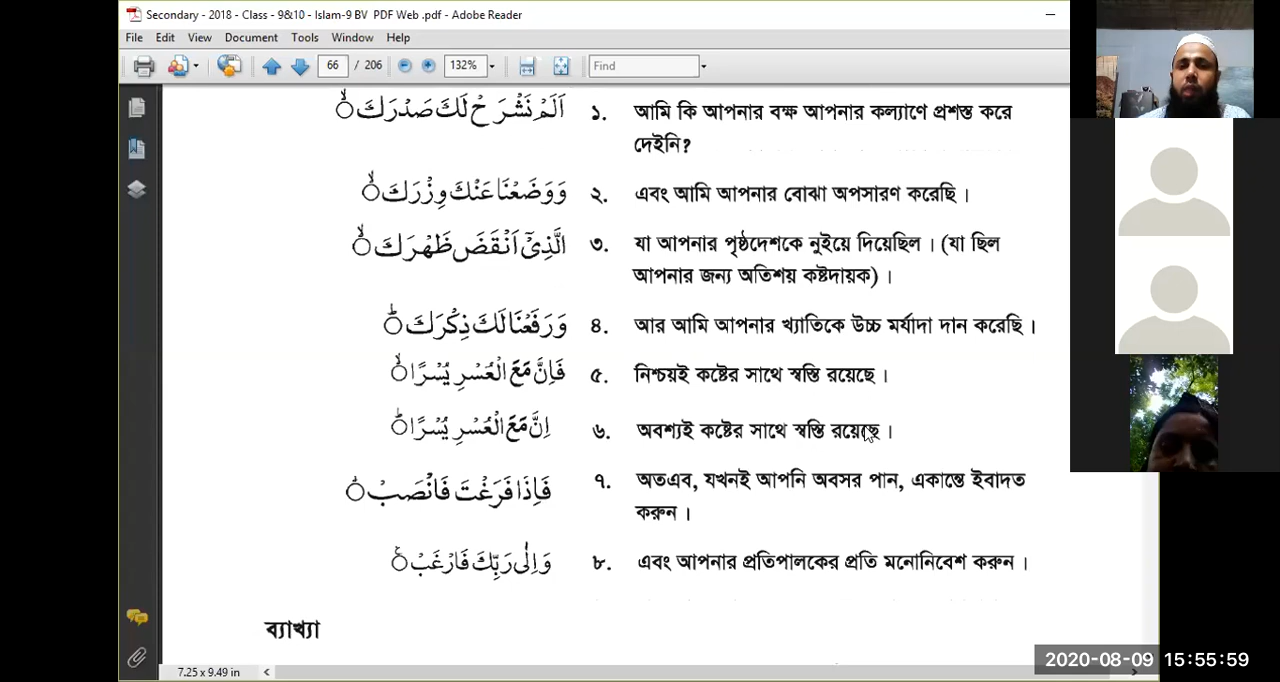 Secondary - 2018 - Class - 9&10 - Islam-9 BV PDF Web .pdf - Adobe Reader
File Edit View Document Tools Window Help
66 / 206 132% Find
اَلَمْ نَشْرَحْ لَكَ صَدْرَكَ ۙ ১. আমি কি আপনার বক্ষ আপনার কল্যাণে প্রশস্ত করে
দেইনি?
وَوَضَعْنَا عَنْكَ وِزْرَكَ ۙ ২. এবং আমি আপনার বোঝা অপসারণ করেছি।
الَّذِىْٓ اَنْقَضَ ظَهْرَكَ ۙ ৩. যা আপনার পৃষ্ঠদেশকে নুইয়ে দিয়েছিল। (যা ছিল
আপনার জন্য অতিশয় কষ্টদায়ক)।
وَرَفَعْنَا لَكَ ذِكْرَكَ ؕ ৪. আর আমি আপনার খ্যাতিকে উচ্চ মর্যাদা দান করেছি।
فَاِنَّ مَعَ الْعُسْرِ يُسْرًا ۙ ৫. নিশ্চয়ই কষ্টের সাথে স্বস্তি রয়েছে।
اِنَّ مَعَ الْعُسْرِ يُسْرًا ؕ ৬. অবশ্যই কষ্টের সাথে স্বস্তি রয়েছে।
فَاِذَا فَرَغْتَ فَانْصَبْ ۙ ৭. অতএব, যখনই আপনি অবসর পান, একান্তে ইবাদত
করুন।
وَاِلٰى رَبِّكَ فَارْغَبْ ৮. এবং আপনার প্রতিপালকের প্রতি মনোনিবেশ করুন।
ব্যাখ্যা
7.25 x 9.49 in
2020-08-09 15:55:59